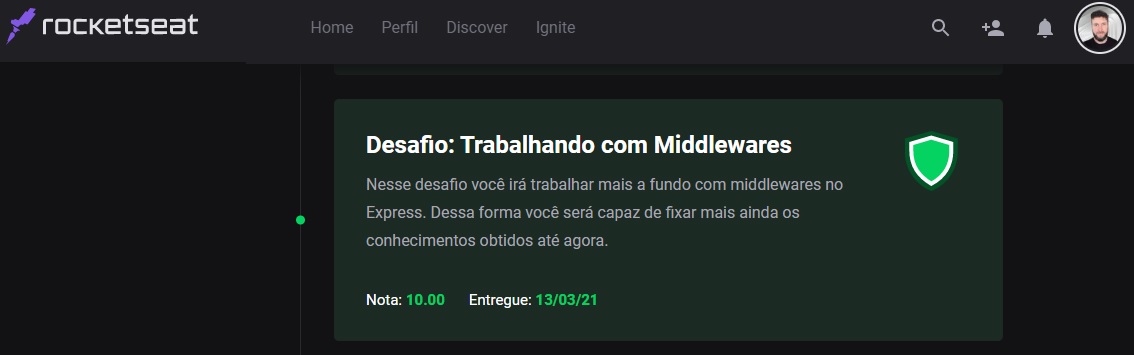 rocketseat
Home Perfil Discover Ignite
Desafio: Trabalhando com Middlewares
Nesse desafio você irá trabalhar mais a fundo com middlewares no
Express. Dessa forma você será capaz de fixar mais ainda os
conhecimentos obtidos até agora.
Nota: 10.00 Entregue: 13/03/21